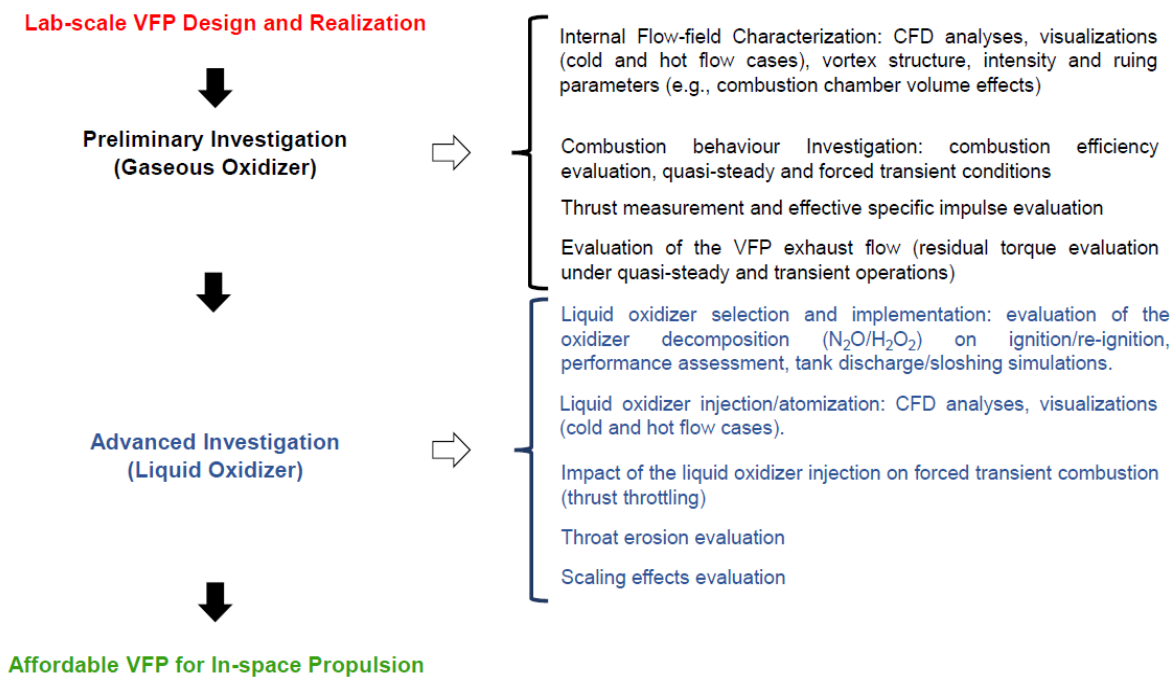 Lab-scale VFP Design and Realization
Internal Flow-field Characterization: CFD analyses, visualizations
(cold and hot flow cases), vortex structure, intensity and ruing
parameters (e.g., combustion chamber volume effects)
Preliminary Investigation
(Gaseous Oxidizer)
Combustion behaviour Investigation: combustion efficiency
evaluation, quasi-steady and forced transient conditions
Thrust measurement and effective specific impulse evaluation
Evaluation of the VFP exhaust flow (residual torque evaluation
under quasi-steady and transient operations)
Liquid oxidizer selection and implementation: evaluation of the
oxidizer decomposition (N₂O/H₂O₂) on ignition/re-ignition,
performance assessment, tank discharge/sloshing simulations.
Advanced Investigation
(Liquid Oxidizer)
Liquid oxidizer injection/atomization: CFD analyses, visualizations
(cold and hot flow cases).
Impact of the liquid oxidizer injection on forced transient combustion
(thrust throttling)
Throat erosion evaluation
Scaling effects evaluation
Affordable VFP for In-space Propulsion